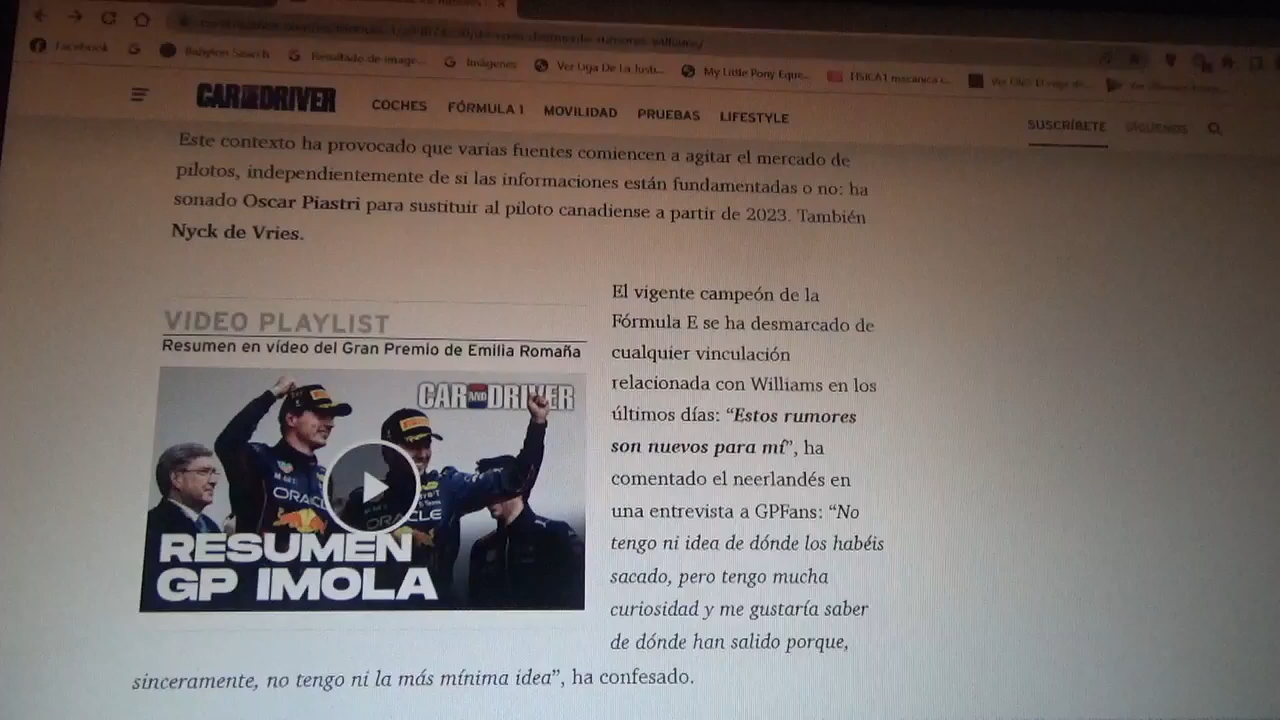 Facebook
Babylon Search
Resultado de image...
Imágenes
Ver Liga De La Justi...
My Little Pony Eque...
CAR AND DRIVER
COCHES
FÓRMULA 1
MOVILIDAD
PRUEBAS
LIFESTYLE
SUSCRÍBETE
SÍGUENOS
Este contexto ha provocado que varias fuentes comiencen a agitar el mercado de
pilotos, independientemente de si las informaciones están fundamentadas o no: ha
sonado Oscar Piastri para sustituir al piloto canadiense a partir de 2023. También
Nyck de Vries.
VIDEO PLAYLIST
Resumen en vídeo del Gran Premio de Emilia Romaña
CAR AND DRIVER
ORACLE
ORACLE
RESUMEN
GP IMOLA
El vigente campeón de la
Fórmula E se ha desmarcado de
cualquier vinculación
relacionada con Williams en los
últimos días: “Estos rumores
son nuevos para mí”, ha
comentado el neerlandés en
una entrevista a GPFans: “No
tengo ni idea de dónde los habéis
sacado, pero tengo mucha
curiosidad y me gustaría saber
de dónde han salido porque,
sinceramente, no tengo ni la más mínima idea”, ha confesado.